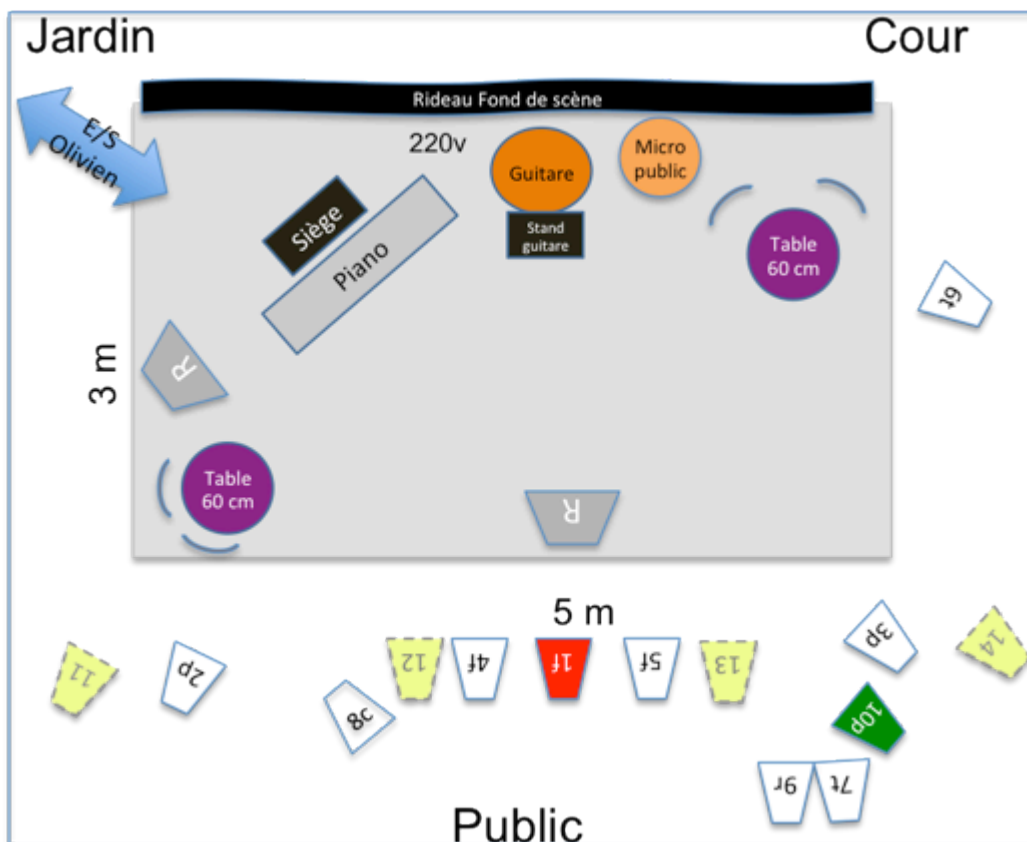 Jardin
Cour
Rideau Fond de scène
E/S
Olivien
220v
Guitare
Micro
public
Siège
Stand
guitare
Piano
Table
60 cm
6t
3 m
R
Table
60 cm
R
5 m
11
2p
8c
12
4f
1f
5f
13
3p
14
10p
9r
7t
Public